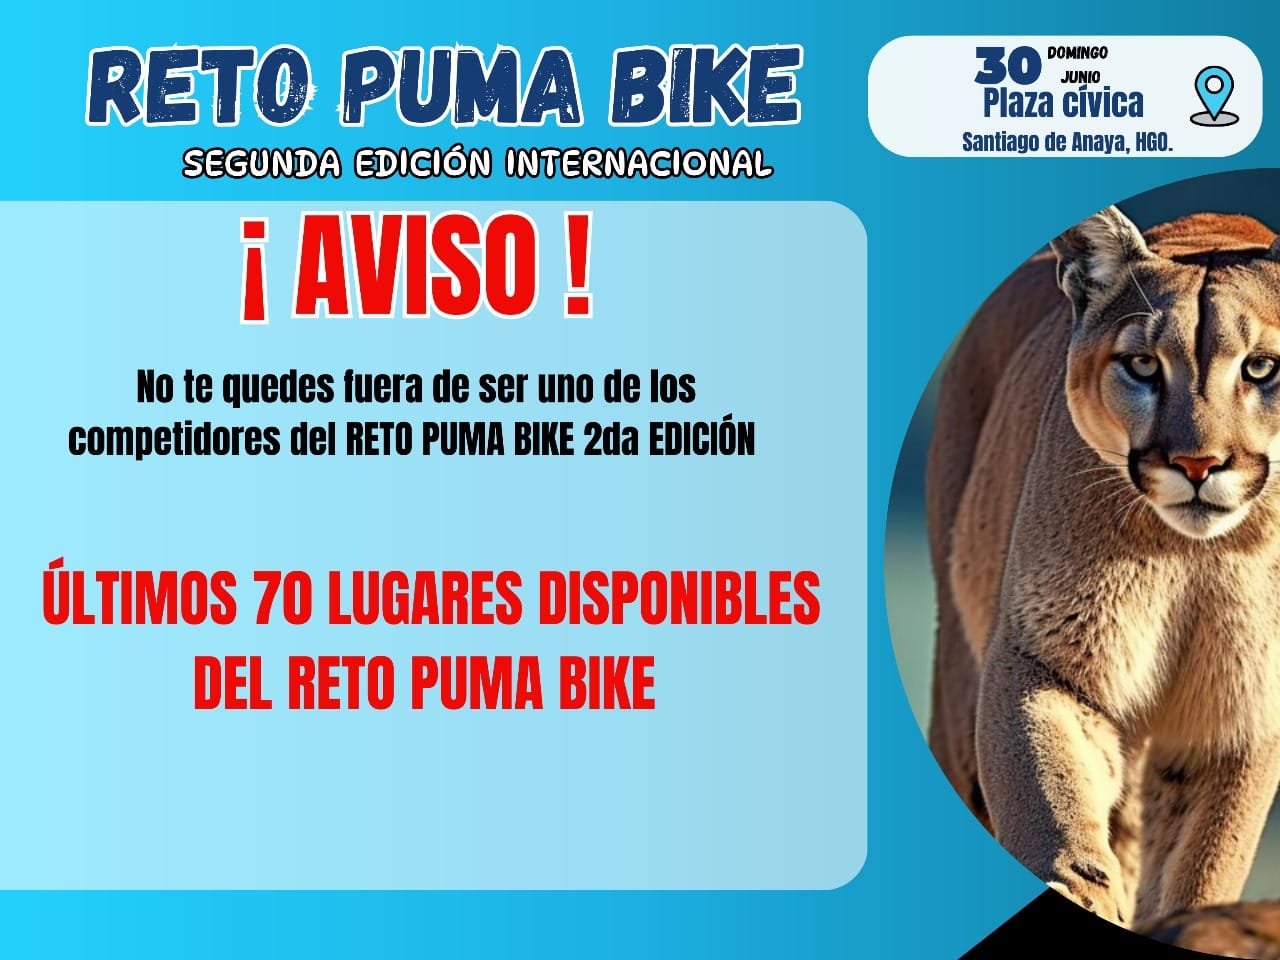 RETO PUMA BIKE
SEGUNDA EDICIÓN INTERNACIONAL
30 DOMINGO
JUNIO
Plaza cívica
Santiago de Anaya, HGO.
¡ AVISO !
No te quedes fuera de ser uno de los
competidores del RETO PUMA BIKE 2da EDICIÓN
ÚLTIMOS 70 LUGARES DISPONIBLES
DEL RETO PUMA BIKE